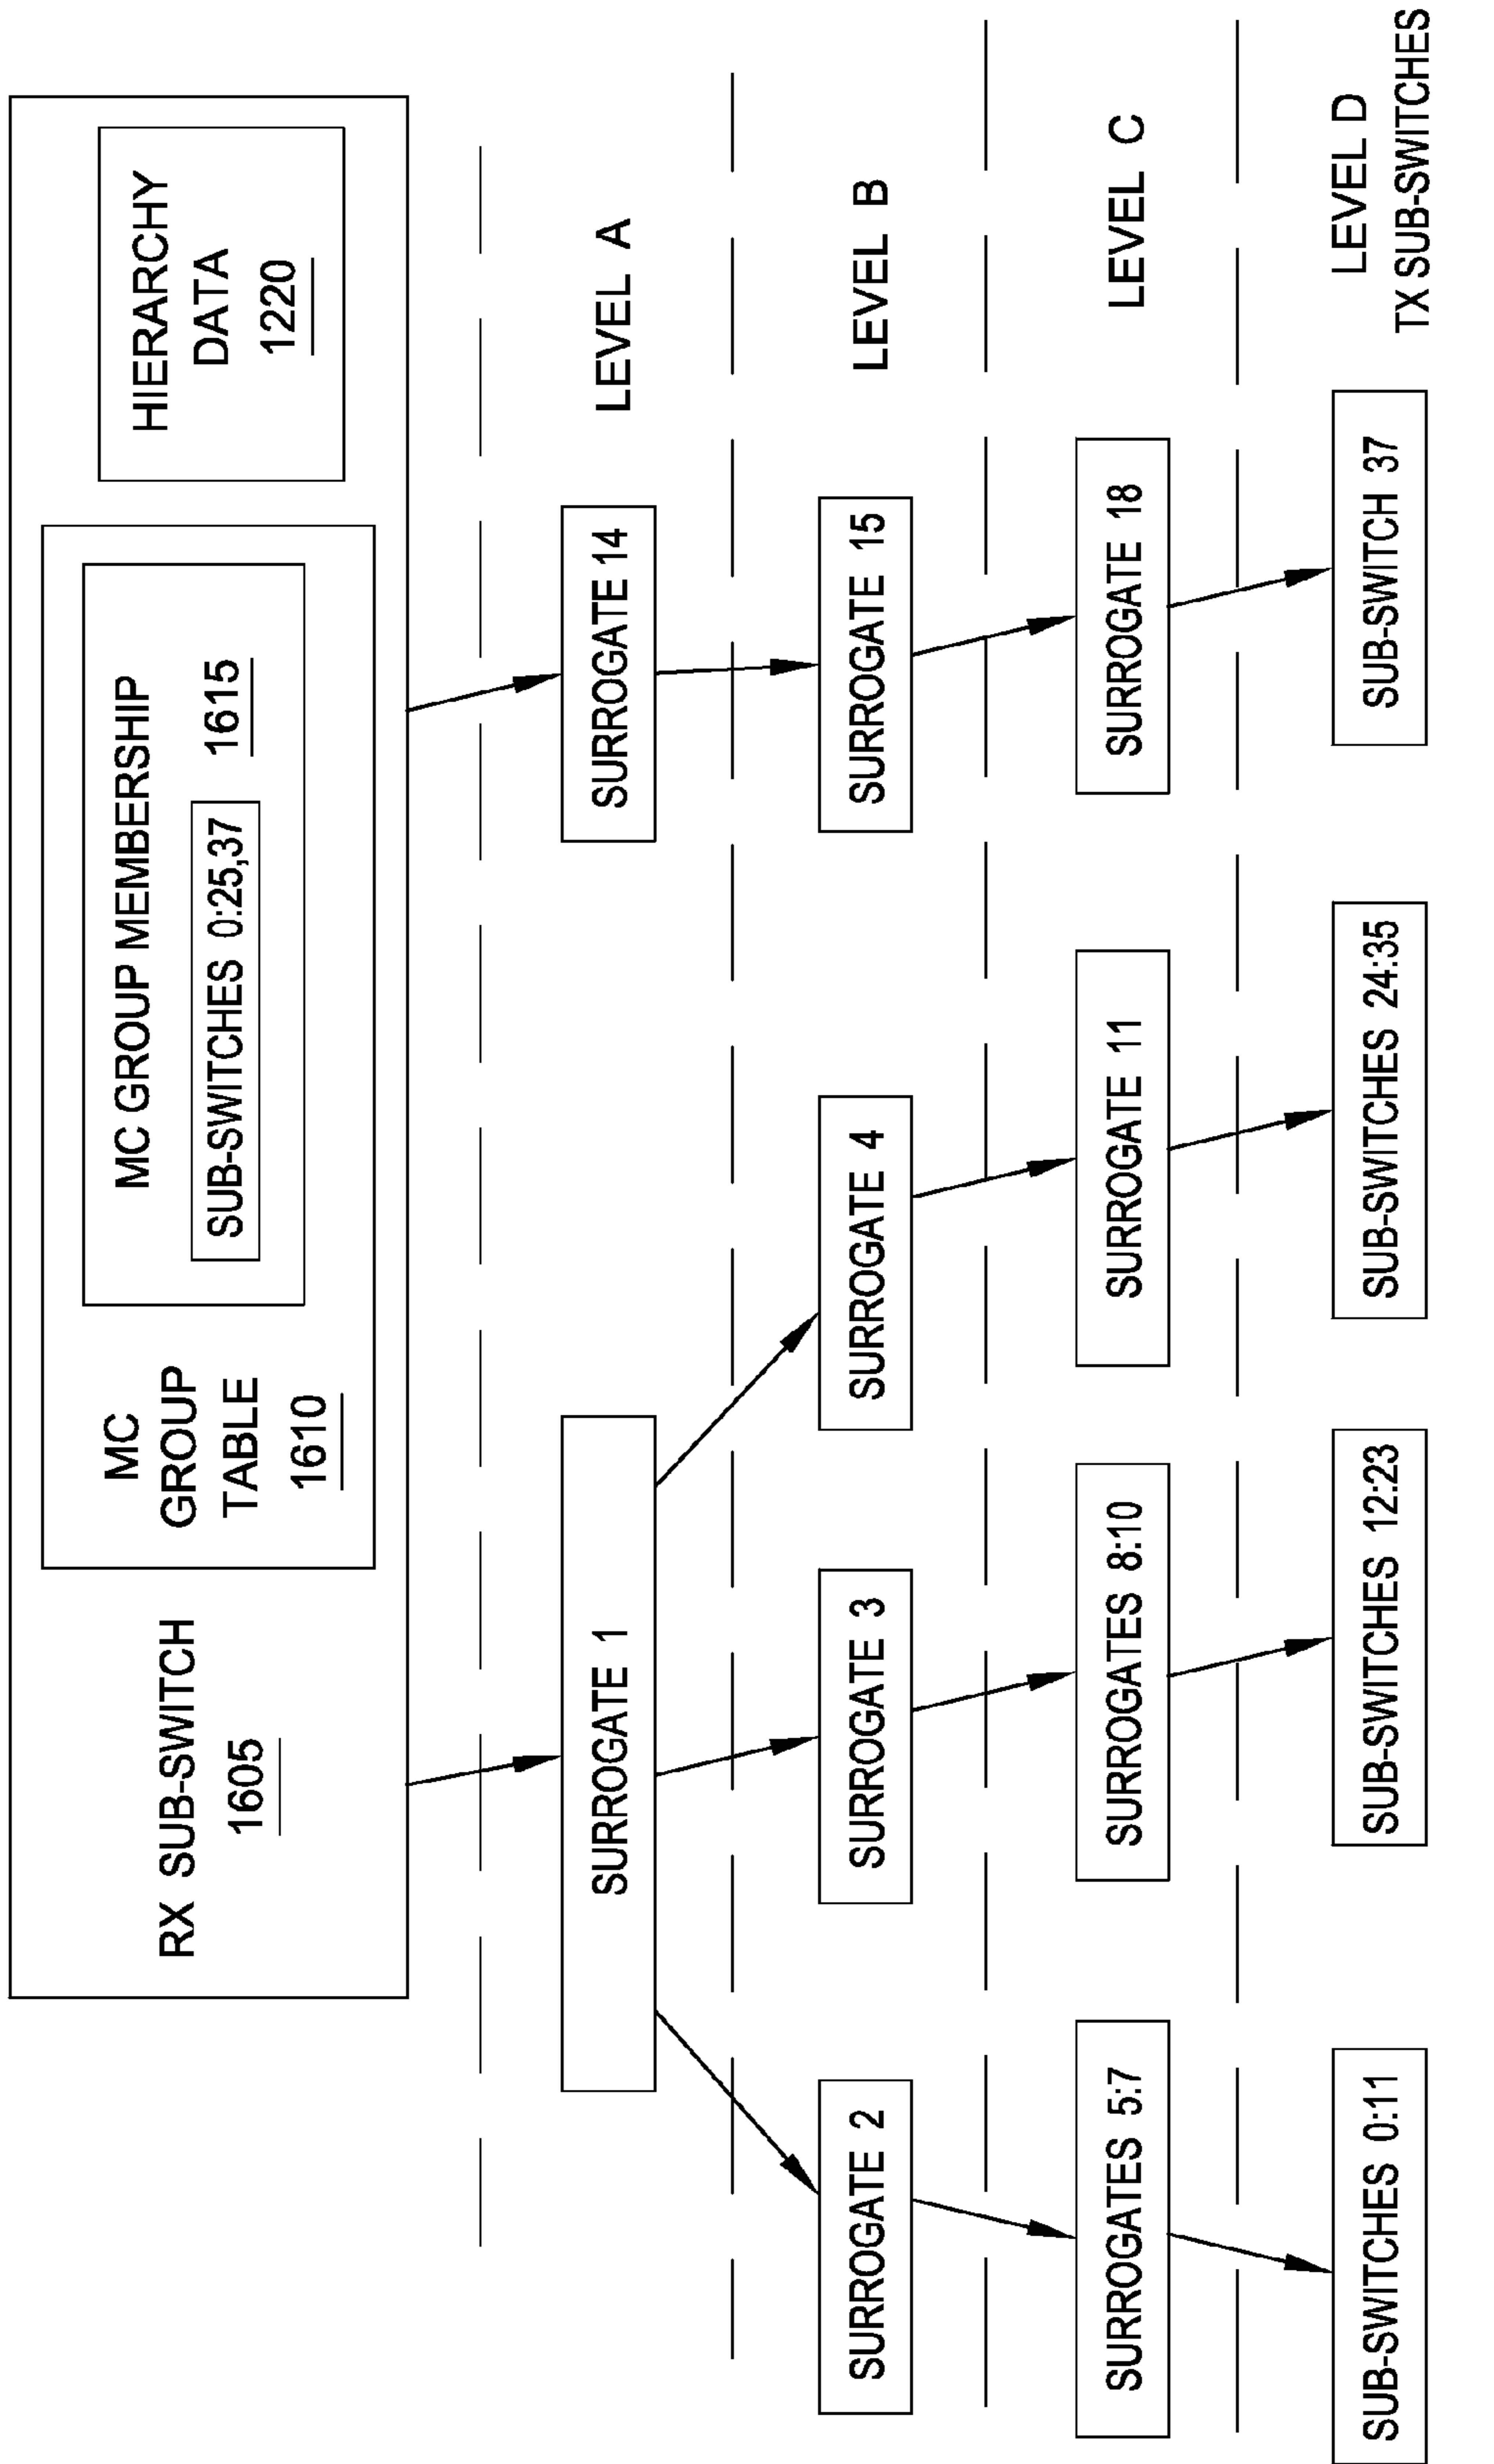 RX SUB-SWITCH
1605
MC
GROUP
TABLE
1610
MC GROUP MEMBERSHIP
1615
SUB-SWITCHES 0:25,37
HIERARCHY
DATA
1220
LEVEL A
SURROGATE 1
SURROGATE 14
LEVEL B
SURROGATE 2
SURROGATE 3
SURROGATE 4
SURROGATE 15
LEVEL C
SURROGATES 5:7
SURROGATES 8:10
SURROGATE 11
SURROGATE 18
LEVEL D
TX SUB-SWITCHES
SUB-SWITCHES 0:11
SUB-SWITCHES 12:23
SUB-SWITCHES 24:35
SUB-SWITCH 37